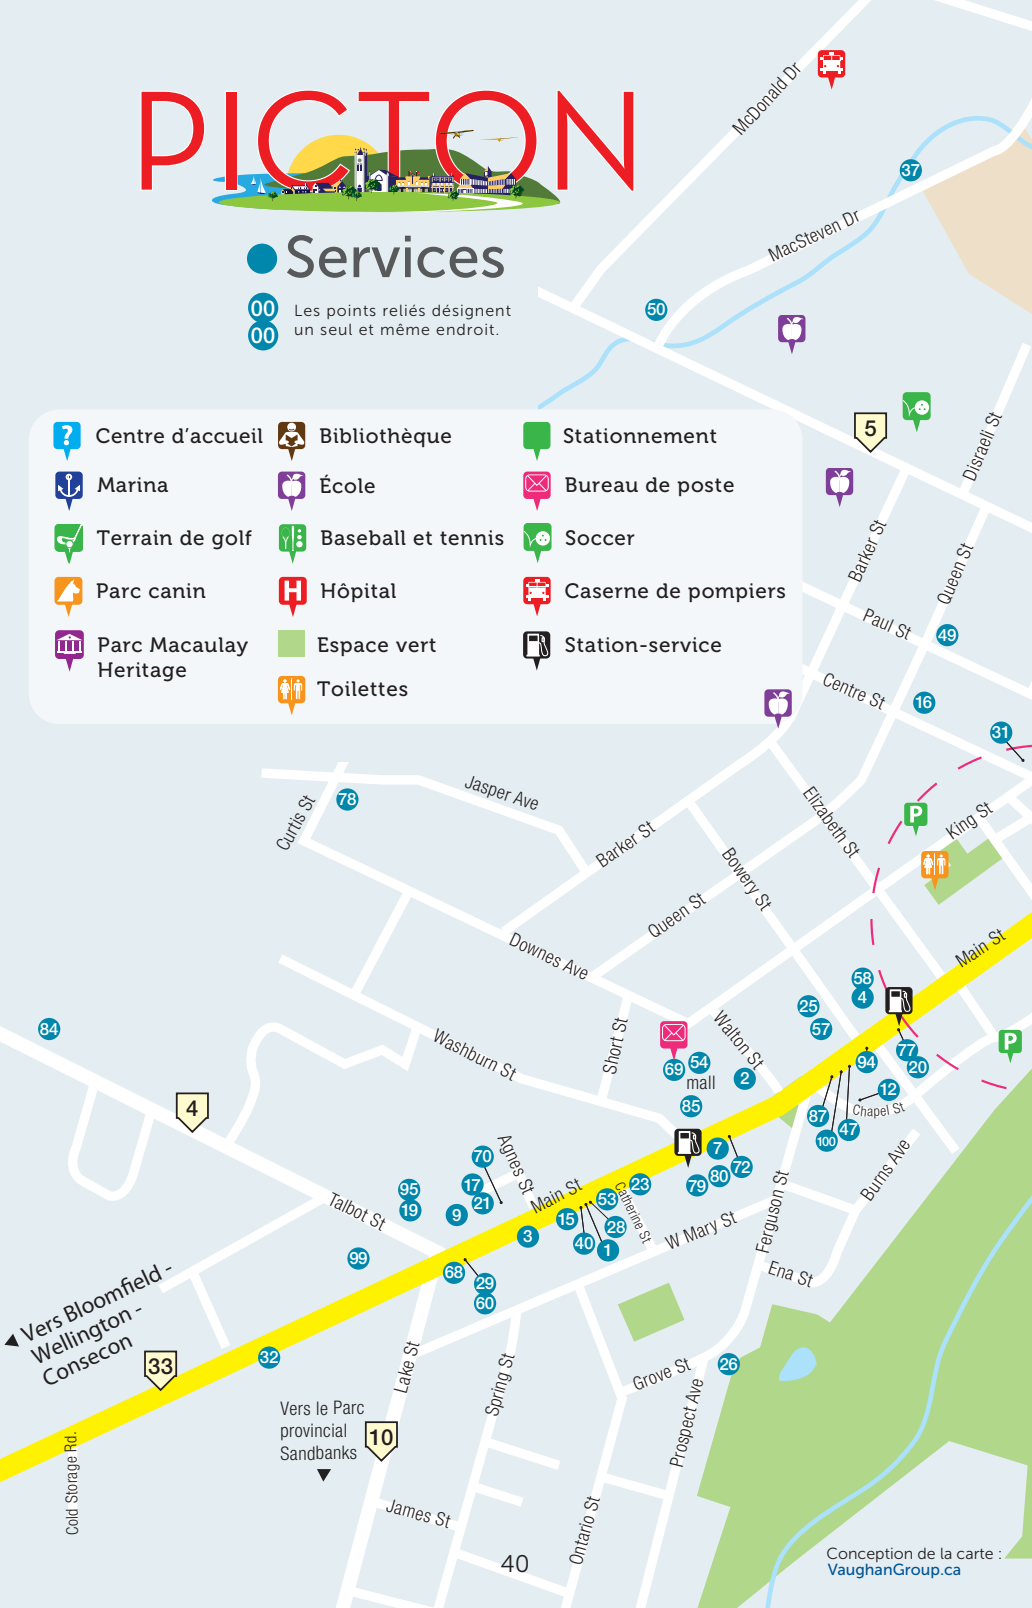 PICTON
Services
00
00
Les points reliés désignent
un seul et même endroit.
? Centre d'accueil
Bibliothèque
Stationnement
Marina
École
Bureau de poste
Terrain de golf
Baseball et tennis
Soccer
Parc canin
H Hôpital
Caserne de pompiers
Parc Macaulay
Heritage
Espace vert
Station-service
Toilettes
McDonald Dr
37
MacSteven Dr
50
5
Disraeli St
Barker St
Queen St
Paul St
49
Centre St
16
31
Jasper Ave
Curtis St
78
Elizabeth St
P
King St
Barker St
Bowery St
Queen St
Downes Ave
Main St
58
4
25
57
84
Walton St
Short St
Washburn St
69
54
mall
2
85
P
77
20
94
12
Chapel St
87
100
47
4
7
72
80
79
Burns Ave
Agnes St
70
17
21
95
19
9
Main St
53
23
15
28
40
1
Catherine St
W Mary St
Ferguson St
Ena St
3
Talbot St
99
68
29
60
Vers Bloomfield -
Wellington -
Consecon
33
32
Lake St
Spring St
Grove St
26
Prospect Ave
Vers le Parc
provincial
Sandbanks
10
Cold Storage Rd.
James St
Ontario St
40
Conception de la carte :
VaughanGroup.ca